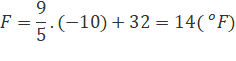 F = 9/5 . (−10) + 32 = 14( °F)